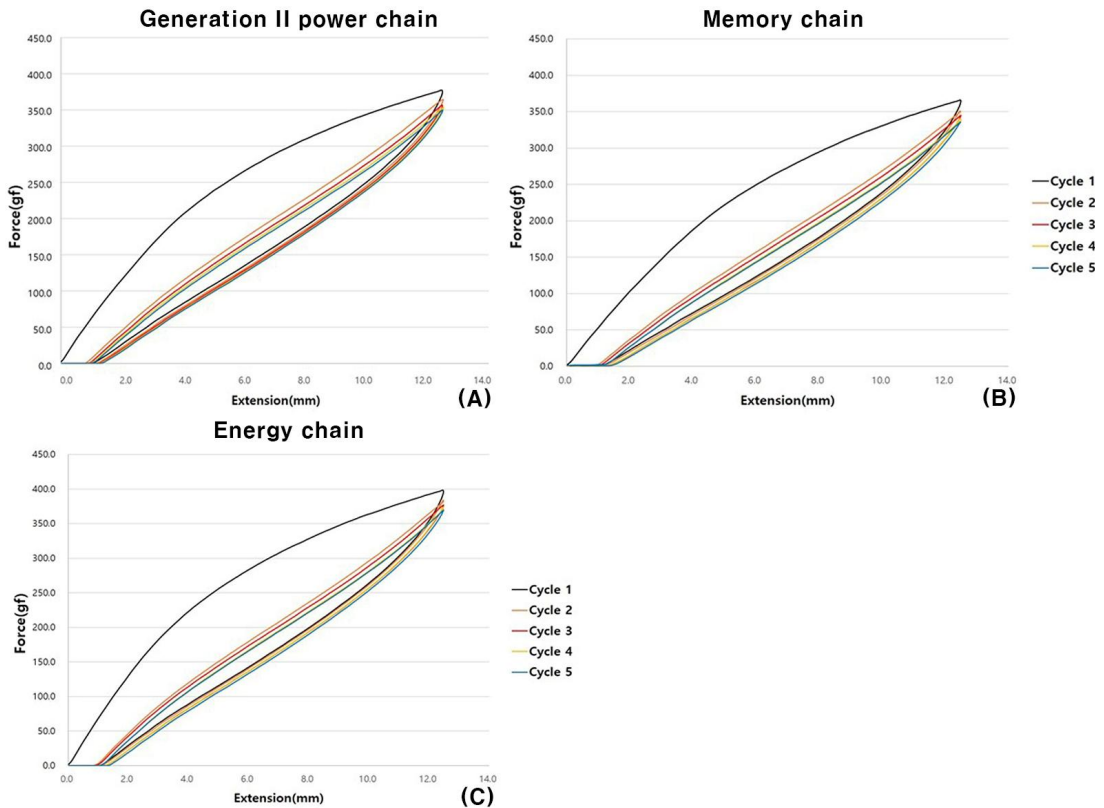 Generation II power chain
450.0
400.0
350.0
300.0
250.0
200.0
150.0
100.0
50.0
0.0
Force(gf)
0.0 2.0 4.0 6.0 8.0 10.0 12.0 14.0
Extension(mm)
(A)
Memory chain
450.0
400.0
350.0
300.0
250.0
200.0
150.0
100.0
50.0
0.0
Force(gf)
0.0 2.0 4.0 6.0 8.0 10.0 12.0 14.0
Extension(mm)
(B)
Cycle 1
Cycle 2
Cycle 3
Cycle 4
Cycle 5
Energy chain
450.0
400.0
350.0
300.0
250.0
200.0
150.0
100.0
50.0
0.0
Force(gf)
0.0 2.0 4.0 6.0 8.0 10.0 12.0 14.0
Extension(mm)
(C)
Cycle 1
Cycle 2
Cycle 3
Cycle 4
Cycle 5